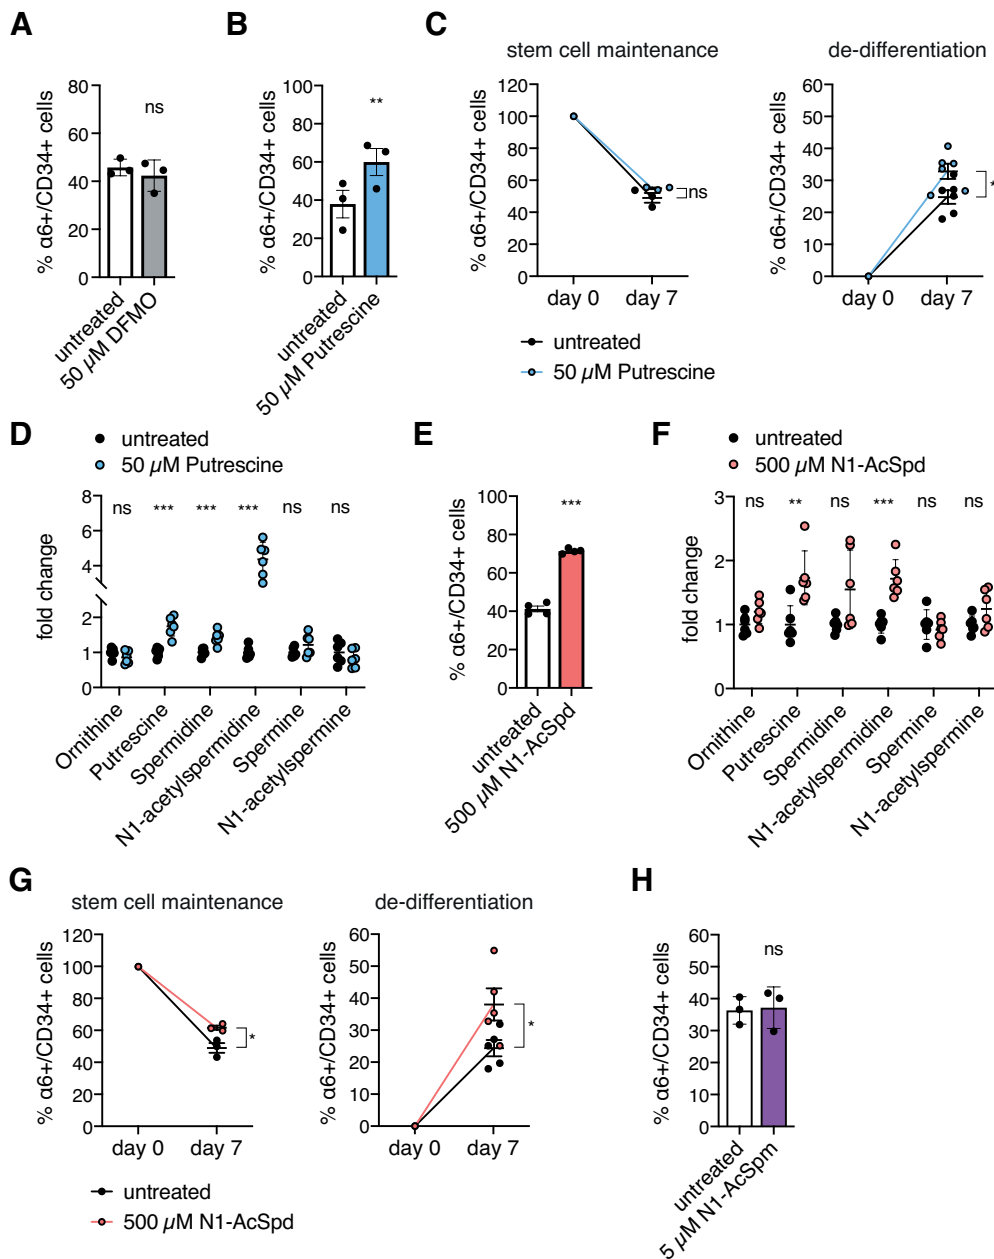 A
% α6+/CD34+ cells
80
60
40
20
0
ns
untreated
50 µM DFMO
B
% α6+/CD34+ cells
100
80
60
40
20
0
**
untreated
50 µM Putrescine
C
stem cell maintenance
% α6+/CD34+ cells
120
100
80
60
40
20
0
ns
day 0
day 7
de-differentiation
% α6+/CD34+ cells
60
50
40
30
20
10
0
*
day 0
day 7
untreated
50 µM Putrescine
D
untreated
50 µM Putrescine
fold change
8
6
4
2
1
0
ns
***
***
***
ns
ns
Ornithine
Putrescine
Spermidine
N1-acetylspermidine
Spermine
N1-acetylspermine
E
% α6+/CD34+ cells
100
80
60
40
20
0
***
untreated
500 µM N1-AcSpd
F
untreated
500 µM N1-AcSpd
fold change
3
2
1
0
ns
**
ns
***
ns
ns
Ornithine
Putrescine
Spermidine
N1-acetylspermidine
Spermine
N1-acetylspermine
G
stem cell maintenance
% α6+/CD34+ cells
120
100
80
60
40
20
0
*
day 0
day 7
de-differentiation
% α6+/CD34+ cells
60
50
40
30
20
10
0
*
day 0
day 7
untreated
500 µM N1-AcSpd
H
% α6+/CD34+ cells
60
50
40
30
20
10
0
ns
untreated
5 µM N1-AcSpm